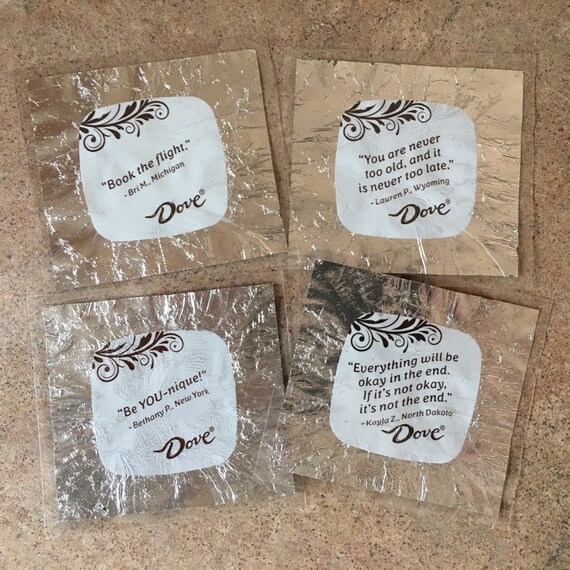 "Book the flight."
- Bri M., Michigan
Dove®
"You are never
too old, and it
is never too late."
- Lauren P., Wyoming
Dove®
"Be YOU-nique!"
- Bethany P., New York
Dove®
"Everything will be
okay in the end.
If it's not okay,
it's not the end."
- Kayla Z., North Dakota
Dove®